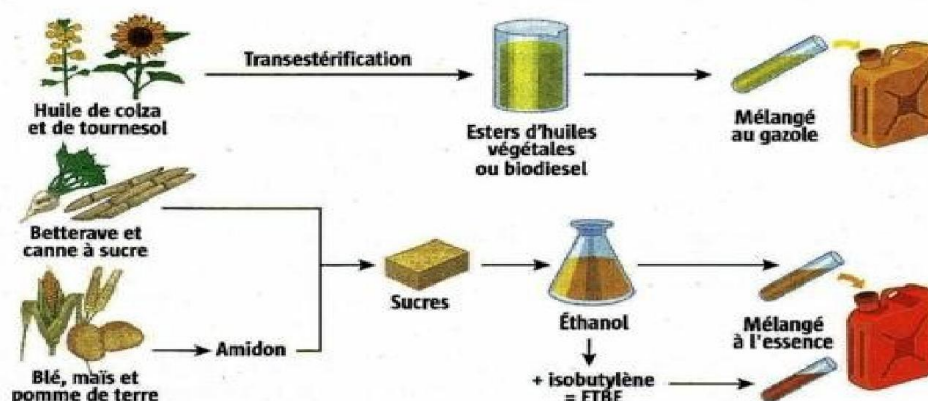 Transestérification
Huile de colza
et de tournesol
Esters d'huiles
végétales
ou biodiesel
Mélangé
au gazole
Betterave et
canne à sucre
Sucres
Éthanol
Mélangé
à l'essence
Amidon
Blé, maïs et
pomme de terre
+ isobutylène
= ETBE